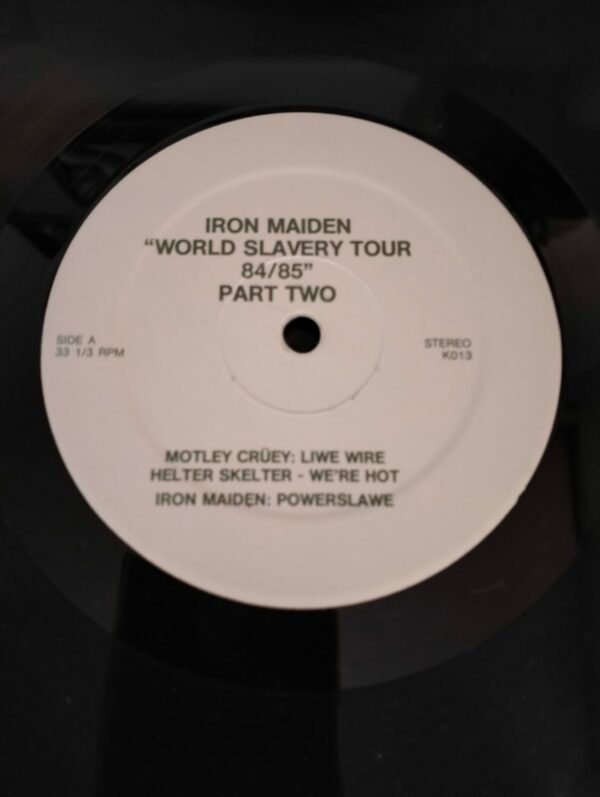 IRON MAIDEN
“WORLD SLAVERY TOUR
84/85”
PART TWO
SIDE A
33 1/3 RPM
STEREO
K013
MOTLEY CRÜEY: LIWE WIRE
HELTER SKELTER - WE'RE HOT
IRON MAIDEN: POWERSLAWE